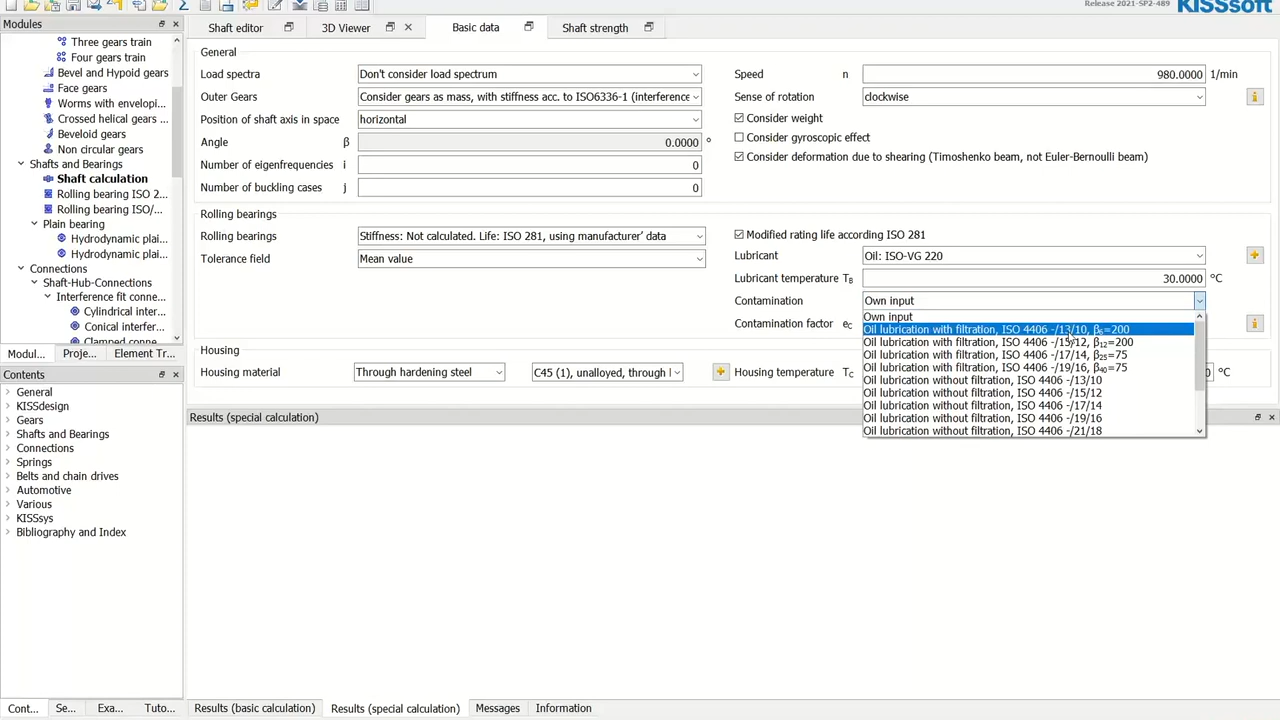 Release 2021-SP2-489
KISSsoft
Modules
Three gears train
Four gears train
Bevel and Hypoid gears
Face gears
Worms with envelopi...
Crossed helical gears ...
Beveloid gears
Non circular gears
Shafts and Bearings
Shaft calculation
Rolling bearing ISO 2...
Rolling bearing ISO/...
Plain bearing
Hydrodynamic plai...
Hydrodynamic plai...
Connections
Shaft-Hub-Connections
Interference fit conne...
Cylindrical inter...
Conical interfer...
Clamped conne...
Modul...
Proje...
Element Tr...
Contents
General
KISSdesign
Gears
Shafts and Bearings
Connections
Springs
Belts and chain drives
Automotive
Various
KISSsys
Bibliography and Index
Cont...
Se...
Exa...
Tuto...
Shaft editor
3D Viewer
Basic data
Shaft strength
General
Load spectra
Don't consider load spectrum
Outer Gears
Consider gears as mass, with stiffness acc. to ISO6336-1 (interference
Position of shaft axis in space
horizontal
Angle β 0.0000 °
Number of eigenfrequencies i 0
Number of buckling cases j 0
Speed n 980.0000 1/min
Sense of rotation clockwise
Consider weight
Consider gyroscopic effect
Consider deformation due to shearing (Timoshenko beam, not Euler-Bernoulli beam)
Rolling bearings
Rolling bearings
Stiffness: Not calculated. Life: ISO 281, using manufacturer’ data
Tolerance field
Mean value
Modified rating life according ISO 281
Lubricant Oil: ISO-VG 220
Lubricant temperature TB 30.0000 °C
Contamination Own input
Contamination factor eC
Own input
Oil lubrication with filtration, ISO 4406 -/13/10, β6=200
Oil lubrication with filtration, ISO 4406 -/15/12, β12=200
Oil lubrication with filtration, ISO 4406 -/17/14, β25=75
Oil lubrication with filtration, ISO 4406 -/19/16, β40=75
Oil lubrication without filtration, ISO 4406 -/13/10
Oil lubrication without filtration, ISO 4406 -/15/12
Oil lubrication without filtration, ISO 4406 -/17/14
Oil lubrication without filtration, ISO 4406 -/19/16
Oil lubrication without filtration, ISO 4406 -/21/18
Housing
Housing material Through hardening steel
C45 (1), unalloyed, through
Housing temperature TC
0 °C
Results (special calculation)
Results (basic calculation)
Results (special calculation)
Messages
Information